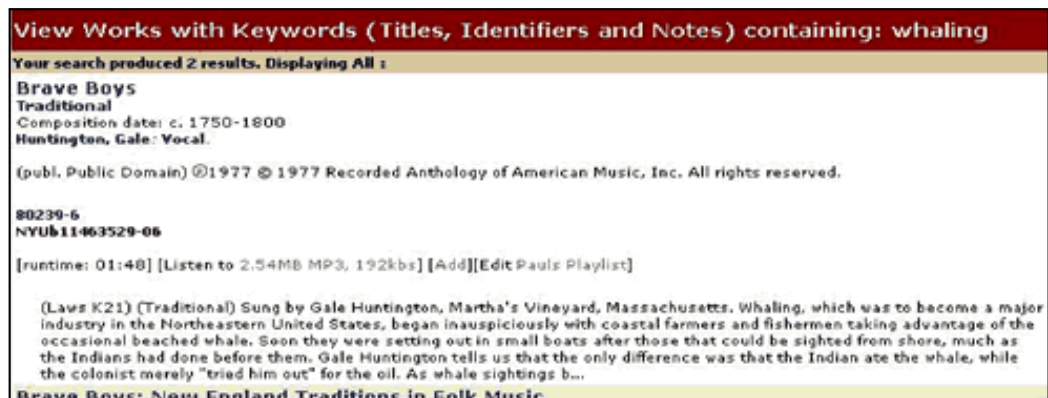 View Works with Keywords (Titles, Identifiers and Notes) containing: whaling
Your search produced 2 results. Displaying All :
Brave Boys
Traditional
Composition date: c. 1750-1800
Huntington, Gale: Vocal.
(publ. Public Domain) ℗1977 © 1977 Recorded Anthology of American Music, Inc. All rights reserved.
80239-6
NYUb11463529-06
[runtime: 01:48] [Listen to 2.54MB MP3, 192kbs] [Add][Edit Pauls Playlist]
(Laws K21) (Traditional) Sung by Gale Huntington, Martha's Vineyard, Massachusetts. Whaling, which was to become a major
industry in the Northeastern United States, began inauspiciously with coastal farmers and fishermen taking advantage of the
occasional beached whale. Soon they were setting out in small boats after those that could be sighted from shore, much as
the Indians had done before them. Gale Huntington tells us that the only difference was that the Indian ate the whale, while
the colonist merely "tried him out" for the oil. As whale sightings b...
Brave Boys: New England Traditions in Folk Music